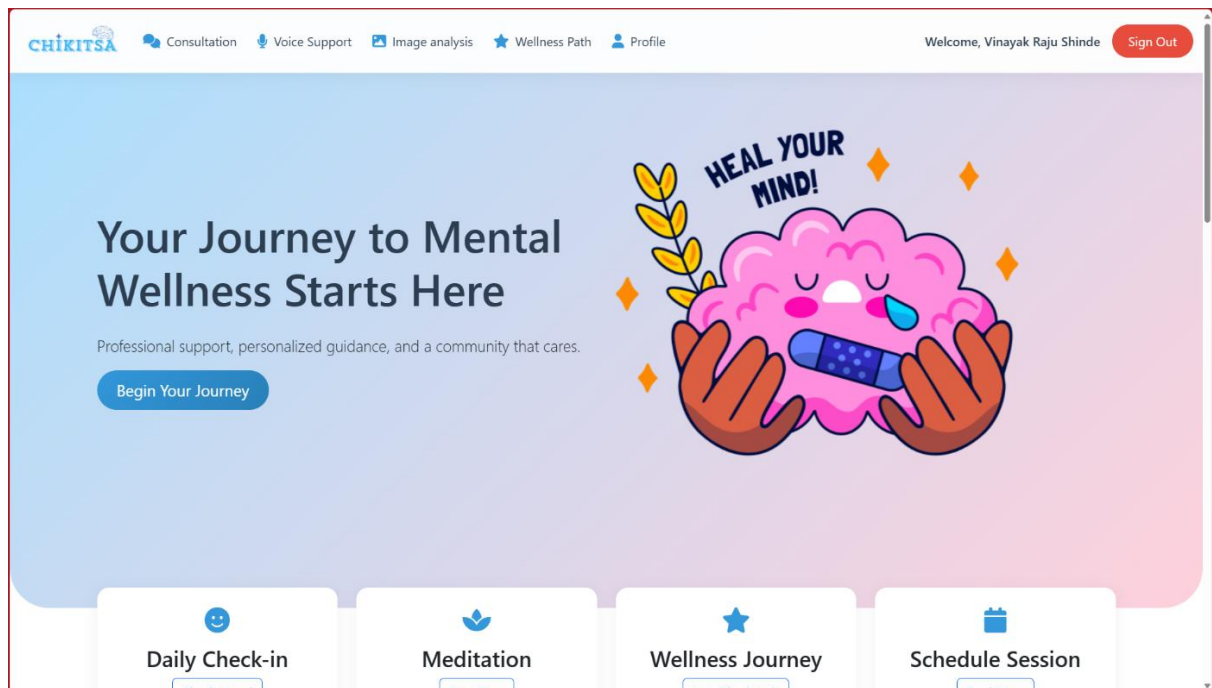 CHIKITSA
Consultation
Voice Support
Image analysis
Wellness Path
Profile
Welcome, Vinayak Raju Shinde
Sign Out
HEAL YOUR
MIND!
Your Journey to Mental
Wellness Starts Here
Professional support, personalized guidance, and a community that cares.
Begin Your Journey
Daily Check-in
Meditation
Wellness Journey
Schedule Session